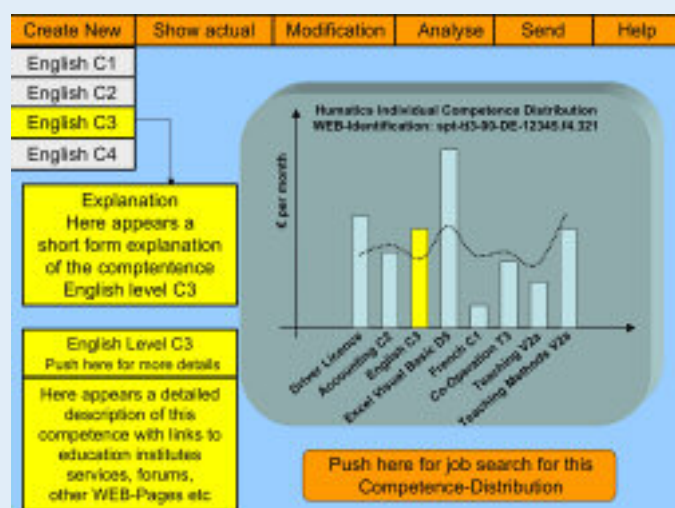 Create New
Show actual
Modification
Analyse
Send
Help
English C1
English C2
English C3
English C4
Explanation
Here appears a
short form explanation
of the comptentence
English level C3
English Level C3
Push here for more details
Here appears a detailed
description of this
competence with links to
education institutes
services, forums,
other WEB-Pages etc
Humatics Individual Competence Distribution
WEB-Identification:
€ per month
Driver Licence
Accounting C2
English C3
Excel Visual Basic D5
French C1
Co-Operation T3
Teaching V2a
Teaching Methods V2a
Push here for job search for this
Competence-Distribution